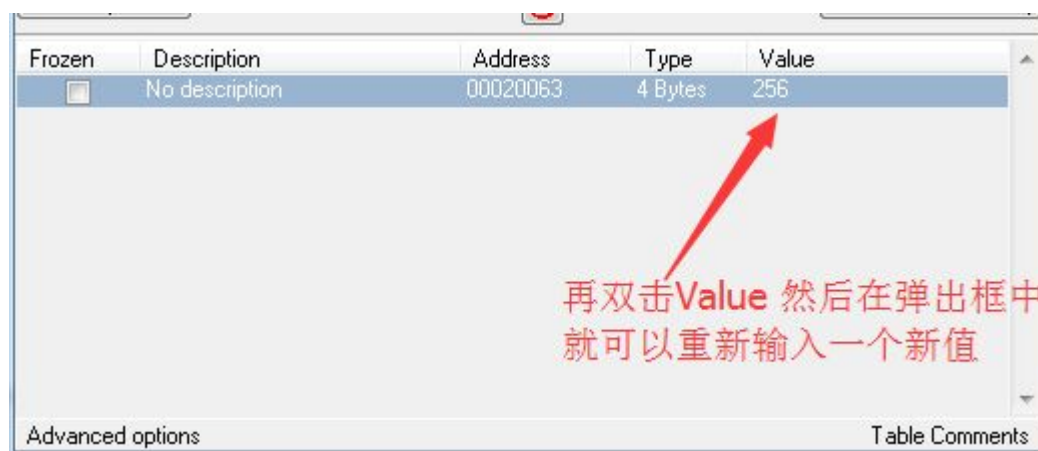 Frozen Description Address Type Value
No description 00020063 4 Bytes 256
再双击Value 然后在弹出框中
就可以重新输入一个新值
Advanced options Table Comments